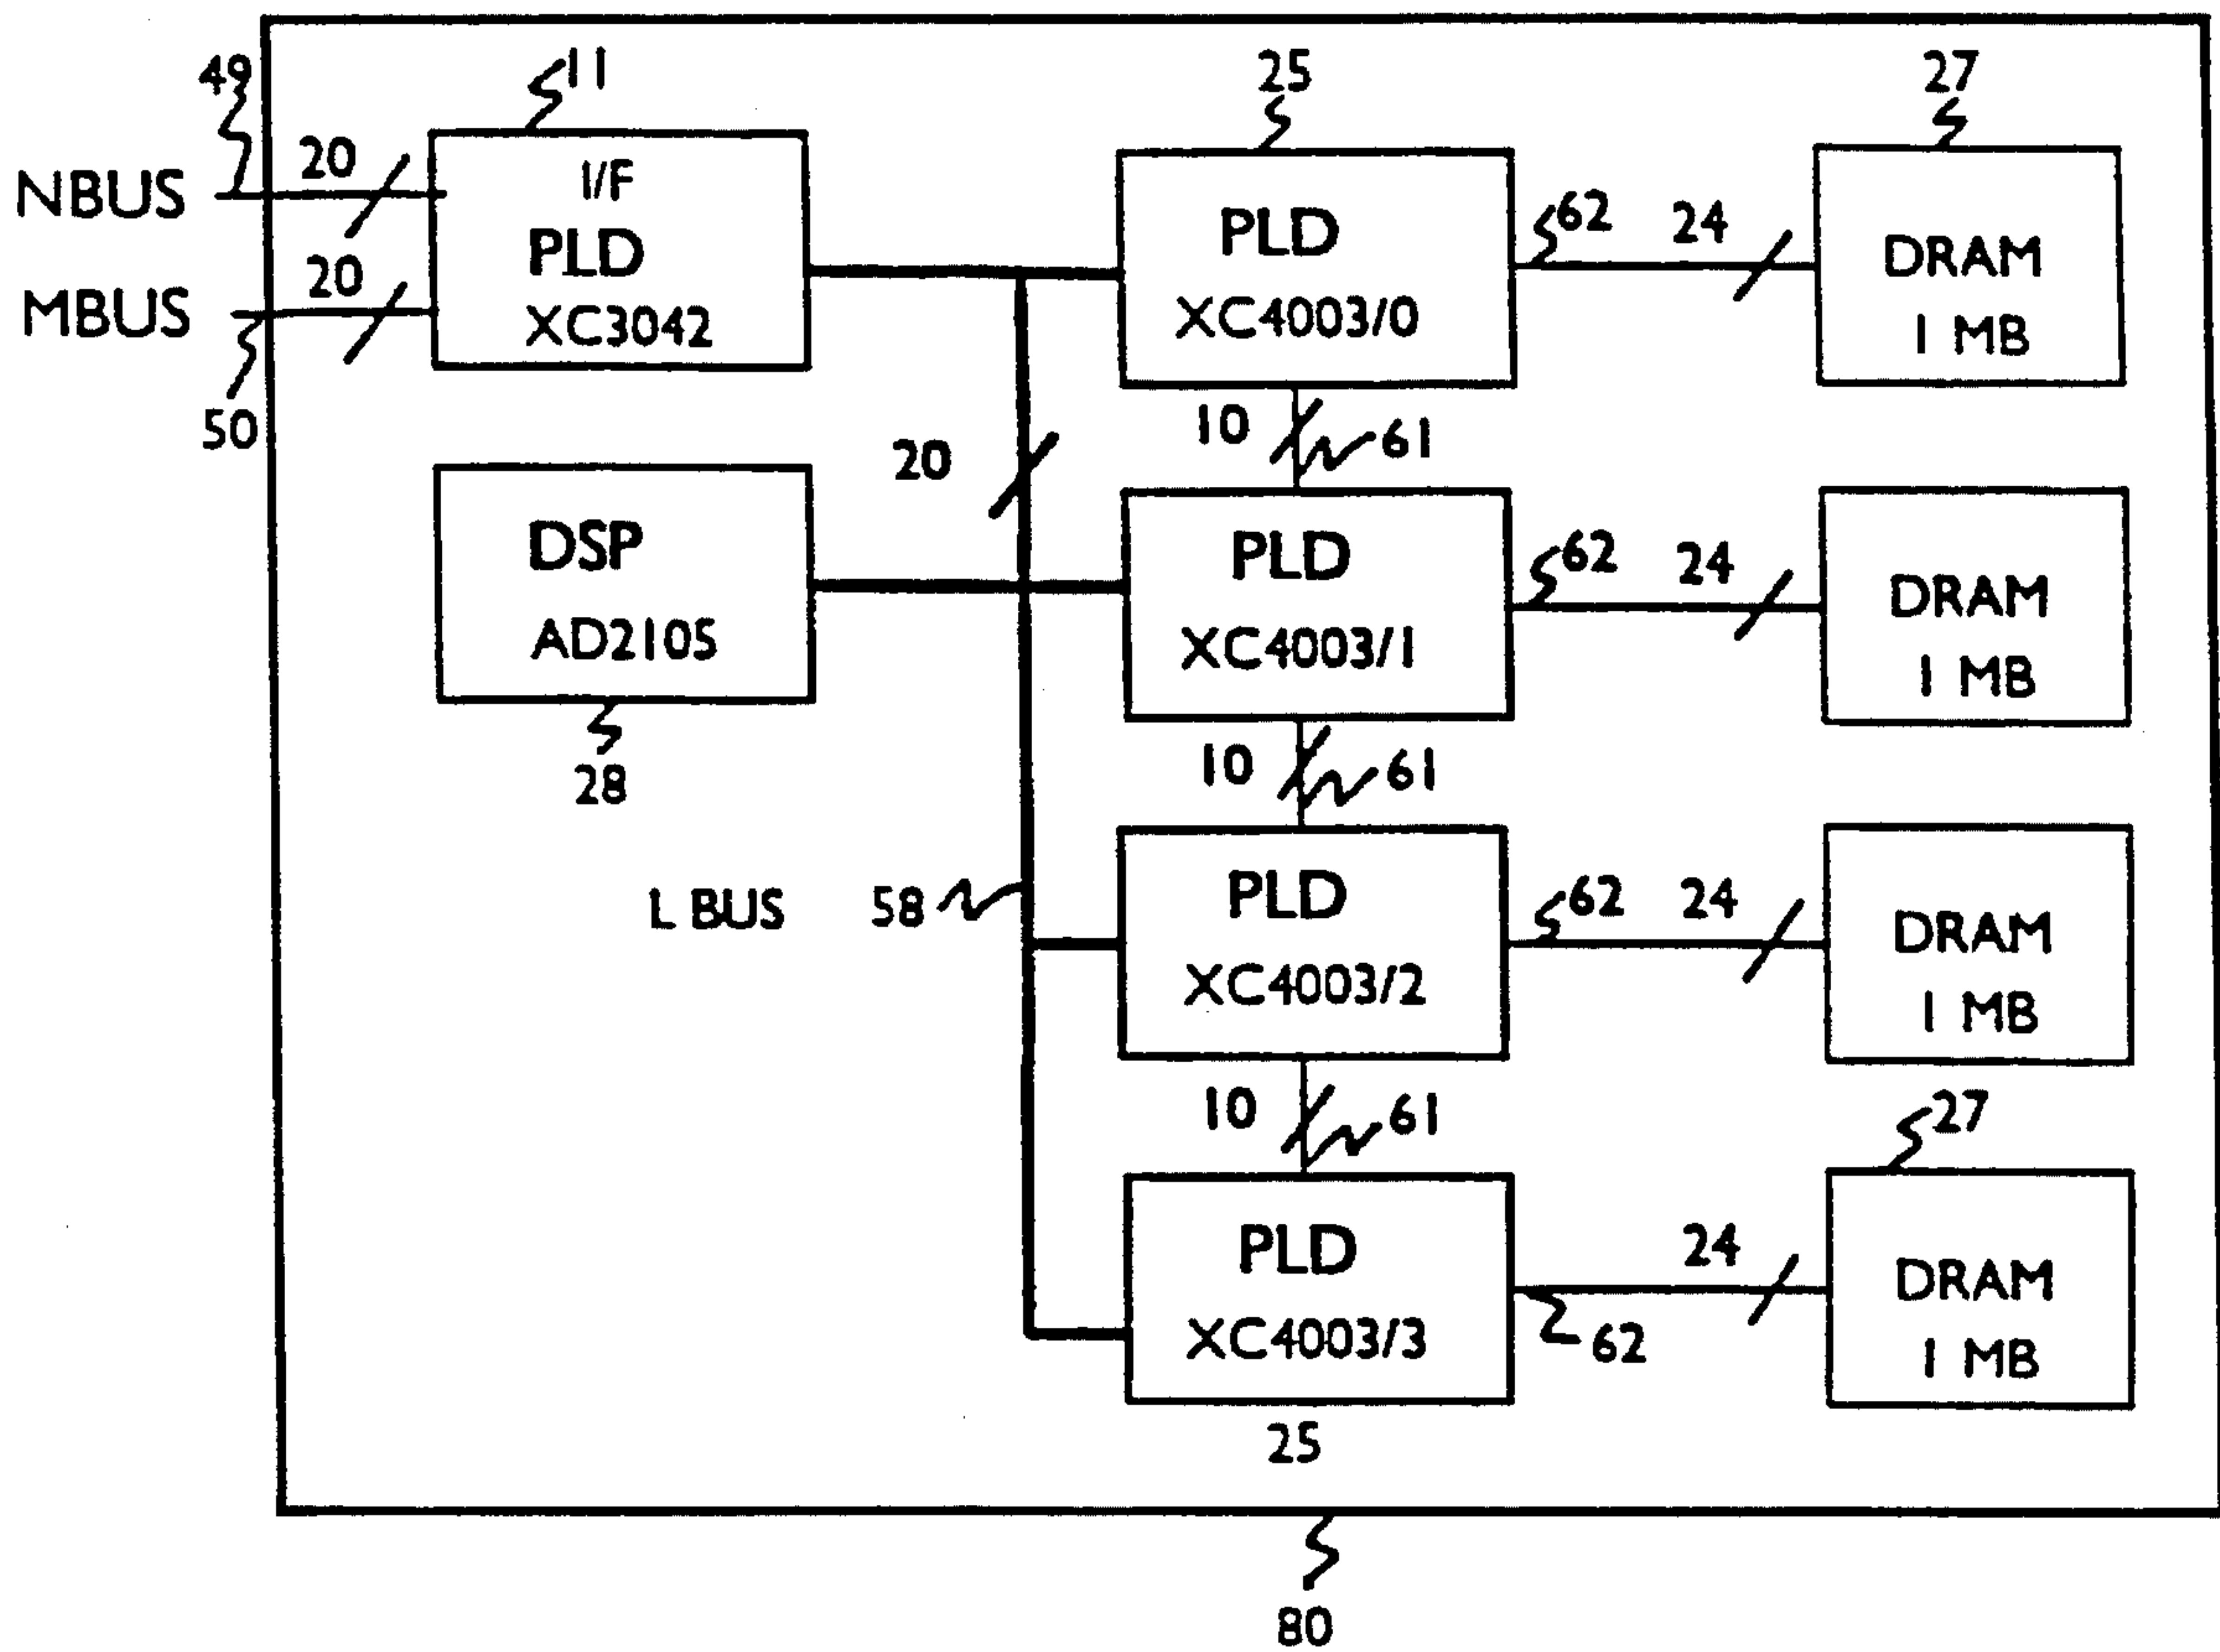 49
11
25
27
NBUS
20
I/F
PLD
XC3042
MBUS
20
50
PLD
XC4003/0
62
24
DRAM
1 MB
10
61
20
DSP
AD2105
28
PLD
XC4003/1
62
24
DRAM
1 MB
10
61
L BUS
58
PLD
XC4003/2
62
24
DRAM
1 MB
10
61
27
PLD
XC4003/3
24
62
DRAM
1 MB
25
80